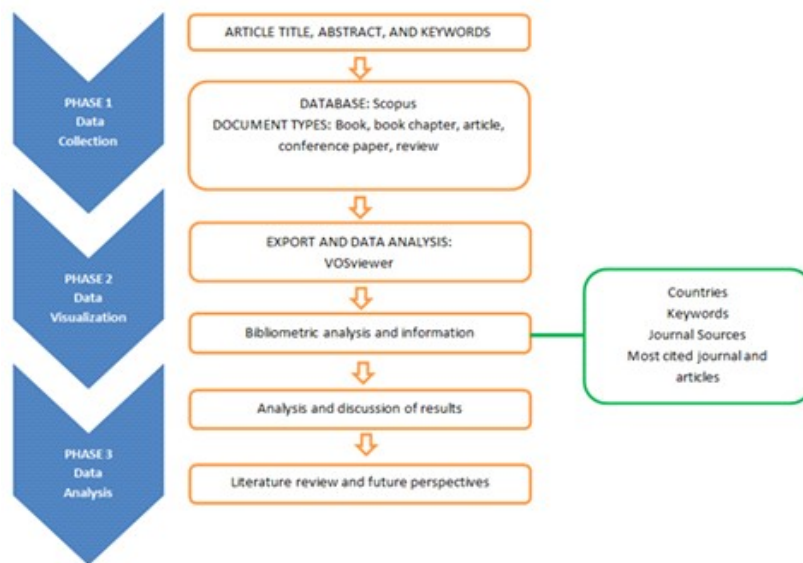 ARTICLE TITLE, ABSTRACT, AND KEYWORDS
PHASE 1
Data
Collection
DATABASE: Scopus
DOCUMENT TYPES: Book, book chapter, article,
conference paper, review
PHASE 2
Data
Visualization
EXPORT AND DATA ANALYSIS:
VOSviewer
Bibliometric analysis and information
Countries
Keywords
Journal Sources
Most cited journal and
articles
PHASE 3
Data
Analysis
Analysis and discussion of results
Literature review and future perspectives